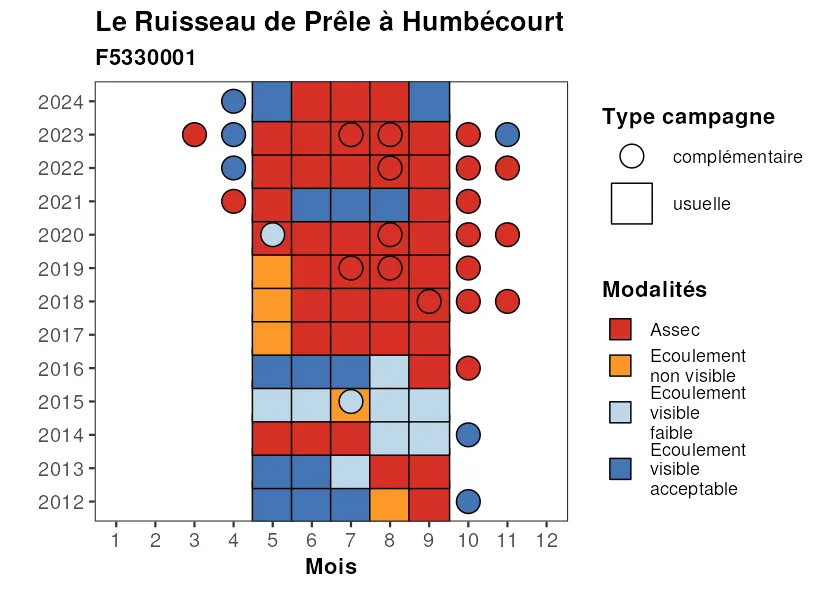 Le Ruisseau de Prêle à Humbécourt
F5330001
2024
2023
2022
2021
2020
2019
2018
2017
2016
2015
2014
2013
2012
1 2 3 4 5 6 7 8 9 10 11 12
Mois
Type campagne
complémentaire
usuelle
Modalités
Assec
Ecoulement
non visible
Ecoulement
visible
faible
Ecoulement
visible
acceptable